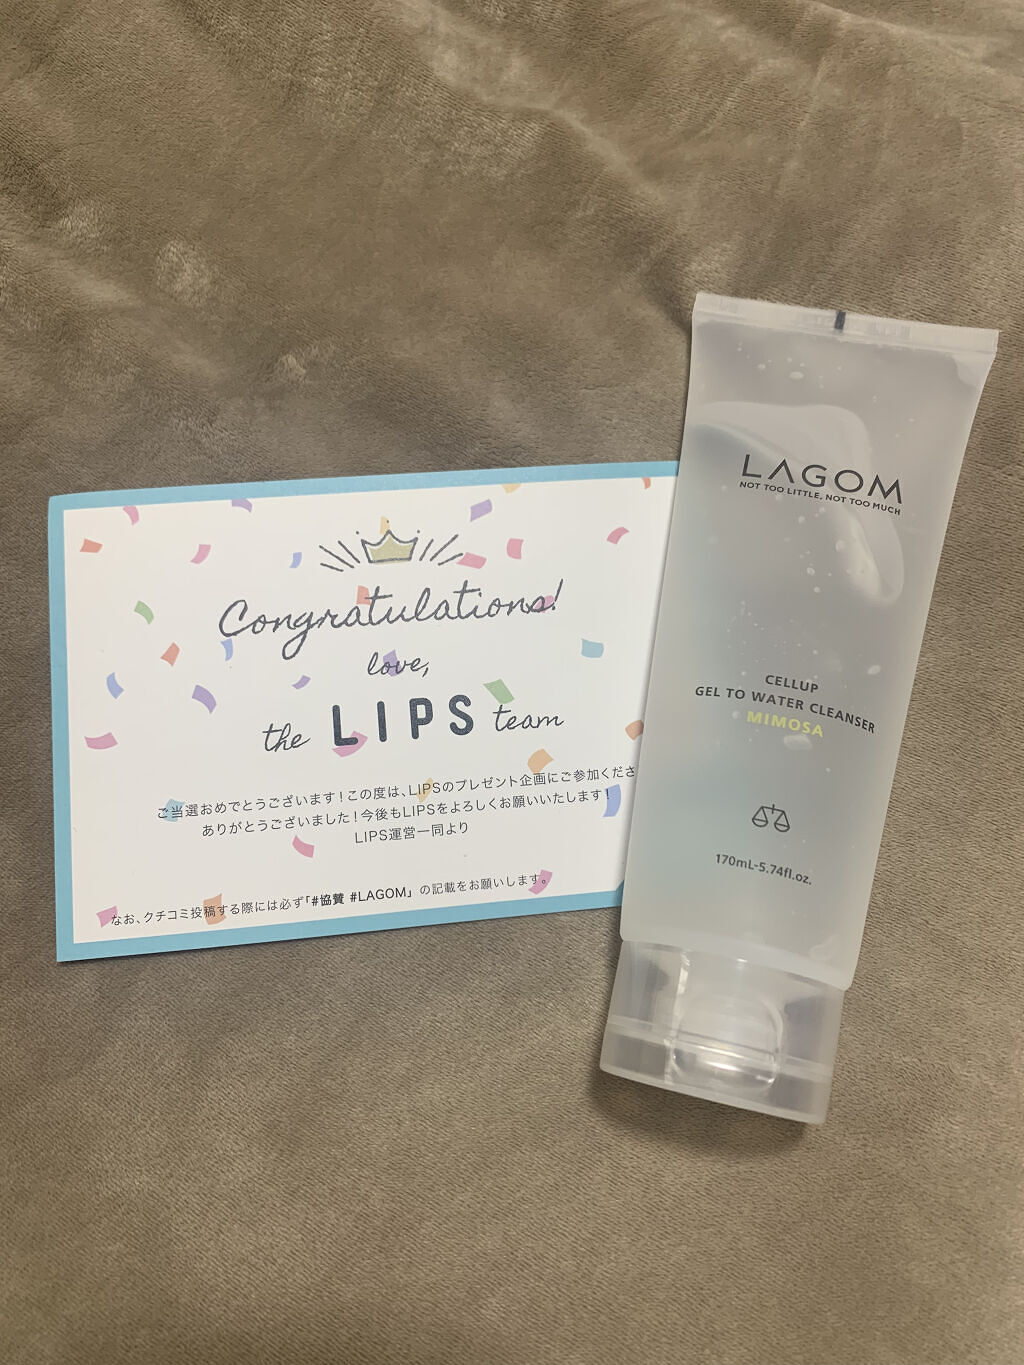 Congratulations!
love,
the LIPS team
ご当選おめでとうございます！この度は、LIPSのプレゼント企画にご参加くださ
ありがとうございました！今後もLIPSをよろしくお願いいたします！
LIPS運営一同より
なお、クチコミ投稿する際には必ず「#協賛 #LAGOM」の記載をお願いします。
LAGOM
NOT TOO LITTLE, NOT TOO MUCH
CELLUP
GEL TO WATER CLEANSER
MIMOSA
170mL-5.74fl.oz.